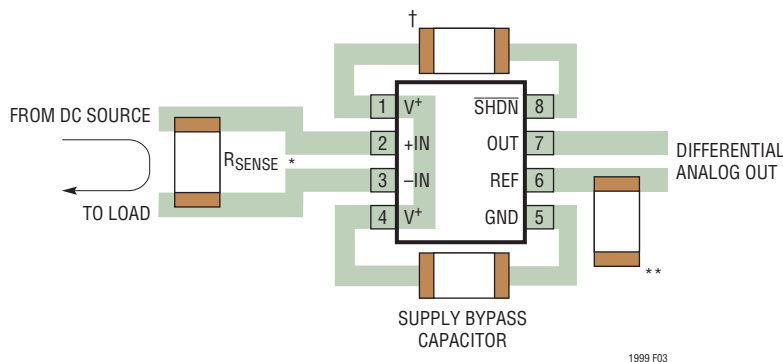 †
1 V+ SHDN 8
FROM DC SOURCE
2 +IN OUT 7
RSENSE * DIFFERENTIAL
ANALOG OUT
3 –IN REF 6
TO LOAD
4 V+ GND 5
**
SUPPLY BYPASS
CAPACITOR
1999 F03